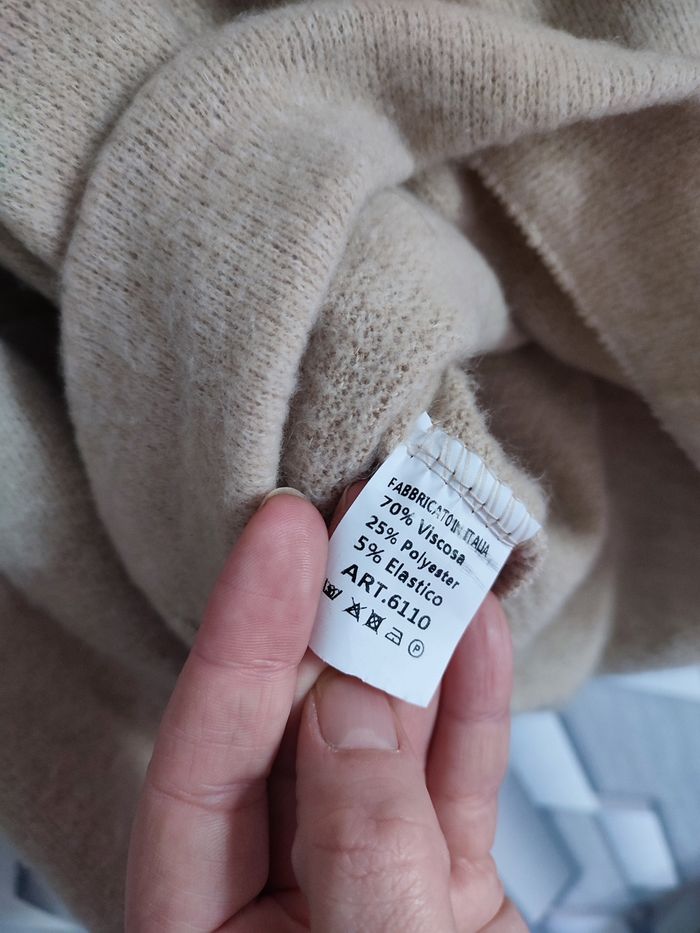 FABBRICATO IN ITALIA
70% Viscosa
25% Polyester
5% Elastico
ART.6110
P